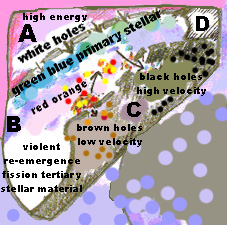 high energy
A
D
white holes
green blue primary stellar
red orange
black holes
high velocity
C
B
brown holes
low velocity
violent
re-emergence
fission tertiary
stellar material